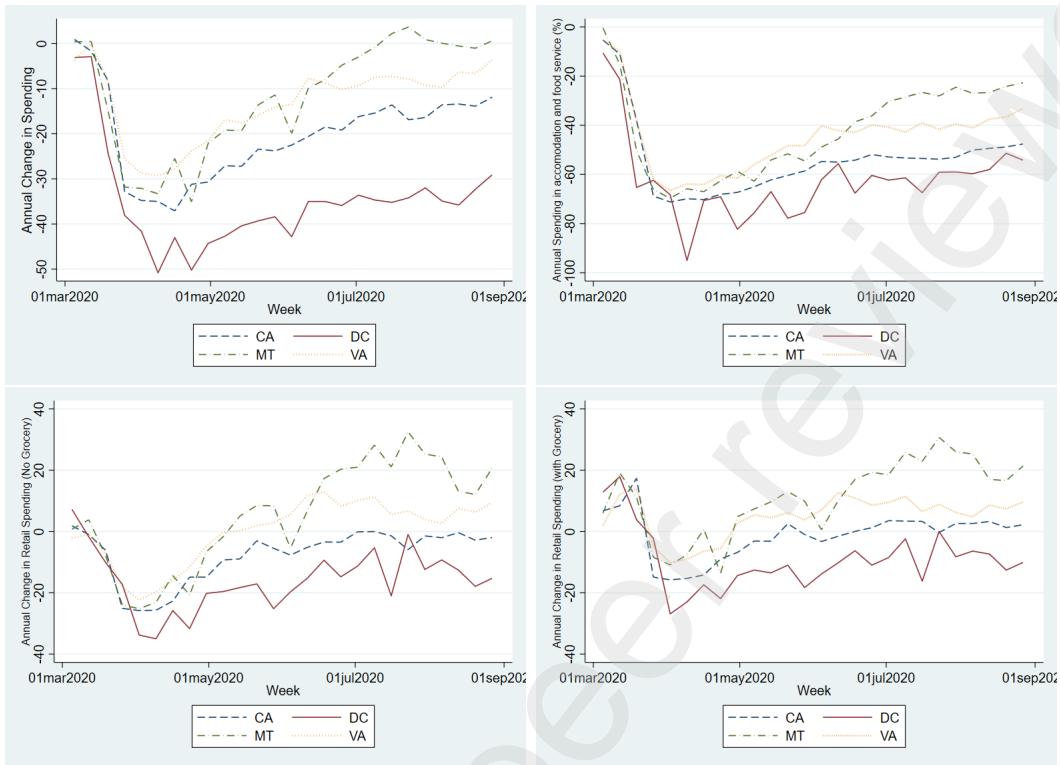 Annual Change in Spending
0
-10
-20
-30
-40
-50
01mar2020 01may2020 01jul2020 01sep202
Week
CA DC
MT VA
Annual Spending in accomodation and food service (%)
0
-20
-40
-60
-80
-100
01mar2020 01may2020 01jul2020 01sep202
Week
CA DC
MT VA
Annual Change in Retail Spending (No Grocery)
40
20
0
-20
-40
01mar2020 01may2020 01jul2020 01sep202
Week
CA DC
MT VA
Annual Change in Retail Spending (with Grocery)
40
20
0
-20
-40
01mar2020 01may2020 01jul2020 01sep202
Week
CA DC
MT VA
eer review